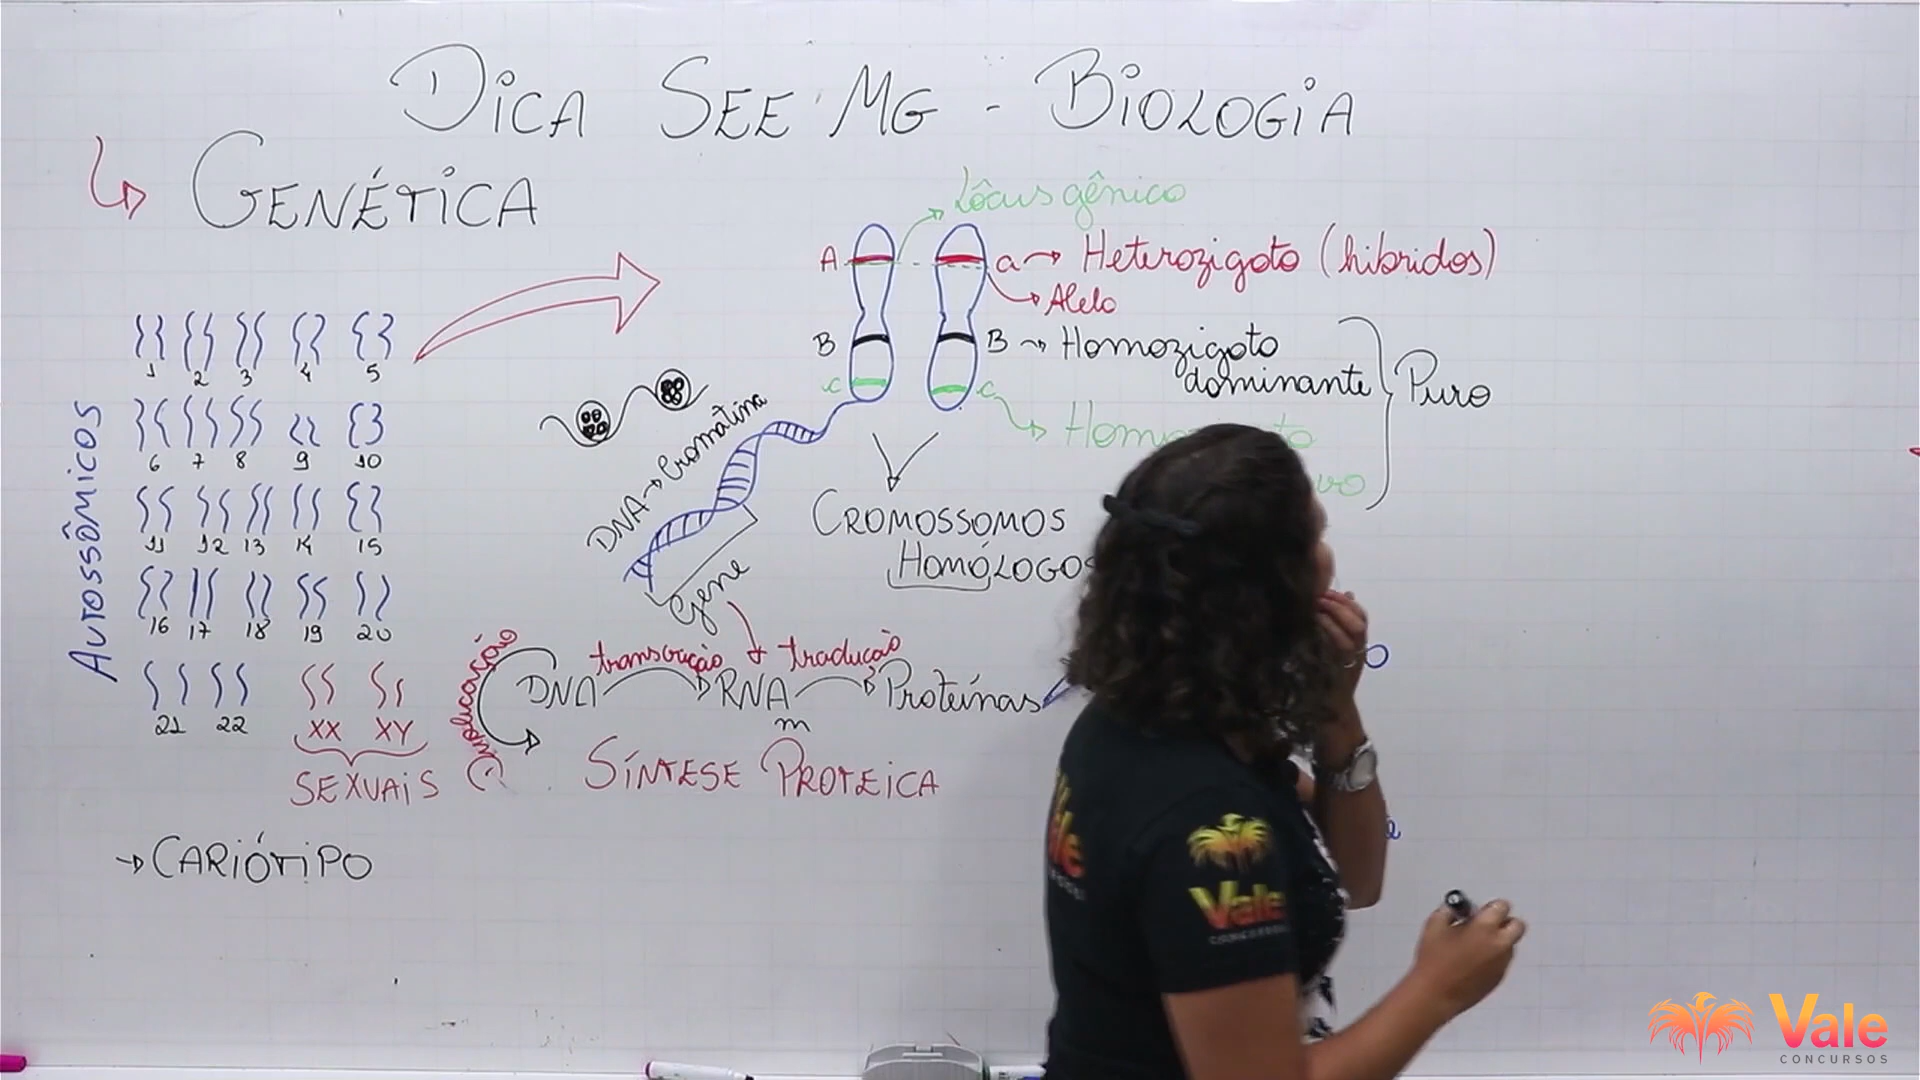 DICA SEE MG - BIOLOGIA
GENÉTICA
Lôcus gênico
A a → Heterozigoto (híbridos)
Alelo
B B → Homozigoto
dominante
Puro
c c
AUTOSSÔMICOS
1 2 3 4 5
6 7 8 9 10
11 12 13 14 15
16 17 18 19 20
21 22 XX XY
SEXUAIS
→ CARIÓTIPO
DNA → Cromatina
Gene
CROMOSSOMOS
HOMÓLOGOS
Duplicação
transcrição tradução
DNA RNA Proteínas
m
SÍNTESE PROTEICA
Vale
CONCURSOS
Vale
CONCURSOS